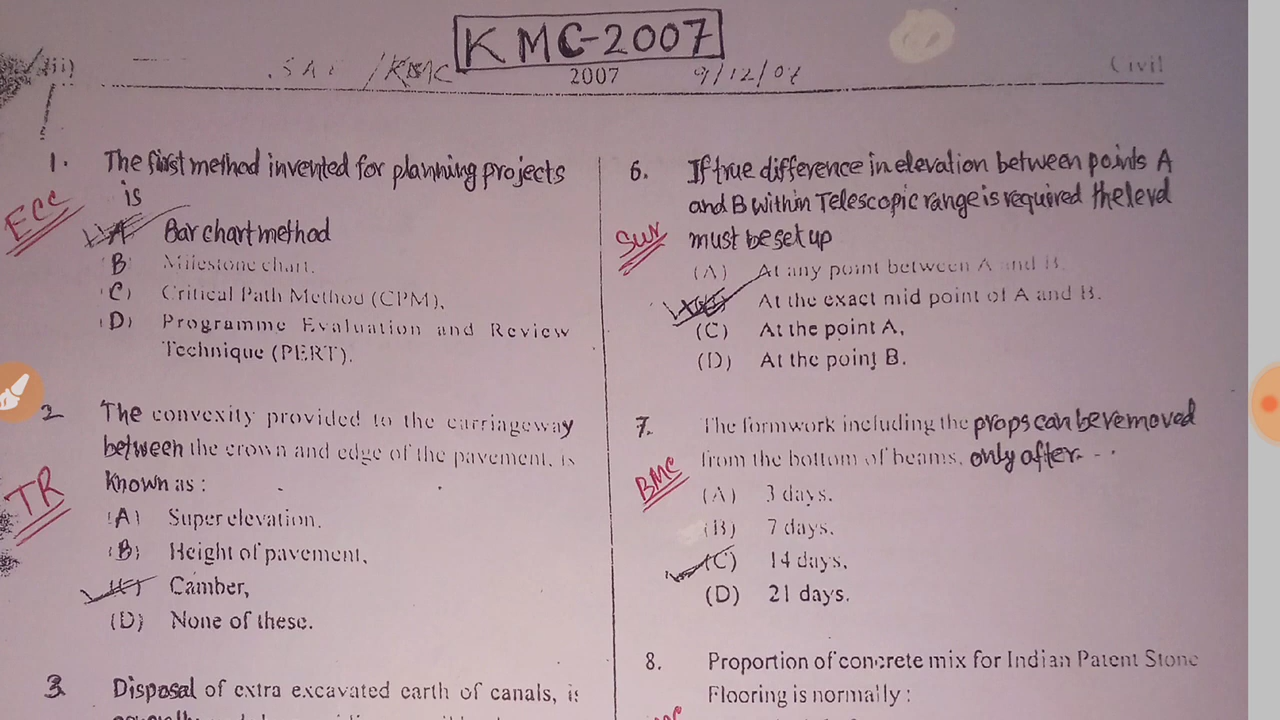 KMC-2007
2007 9/12/07
Civil
1. The first method invented for planning projects
is
ECC
A Bar chart method
B Milestone chart.
(C) Critical Path Method (CPM),
(D) Programme Evaluation and Review
Technique (PERT).
2 The convexity provided to the carriageway
between the crown and edge of the pavement, is
known as :
TR
(A) Super elevation.
(B) Height of pavement,
Camber,
(D) None of these.
3 Disposal of extra excavated earth of canals, is
6. If true difference in elevation between points A
and B within Telescopic range is required the level
must be set up
Sur
(A) At any point between A and B.
At the exact mid point of A and B.
(C) At the point A,
(D) At the point B.
7. The formwork including the props can be removed
from the bottom of beams, only after - - .
BMC
(A) 3 days.
(B) 7 days.
(C) 14 days,
(D) 21 days.
8. Proportion of concrete mix for Indian Patent Stone
Flooring is normally :